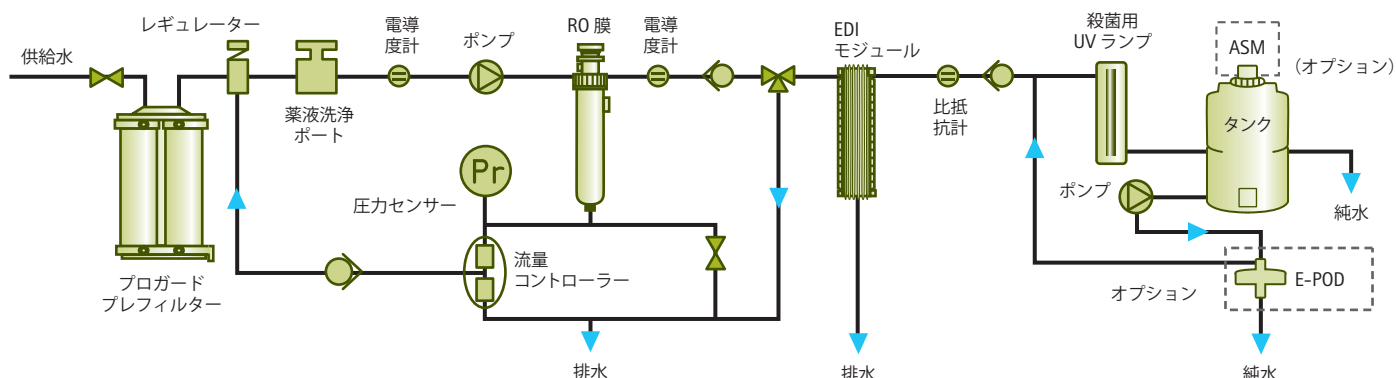 供給水
プロガード
プレフィルター
レギュレーター
薬液洗浄
ポート
電導
度計
ポンプ
RO 膜
電導
度計
Pr
圧力センサー
流量
コントローラー
排水
EDI
モジュール
排水
比抵
抗計
殺菌用
UV ランプ
ASM
(オプション)
タンク
純水
ポンプ
オプション
E-POD
純水